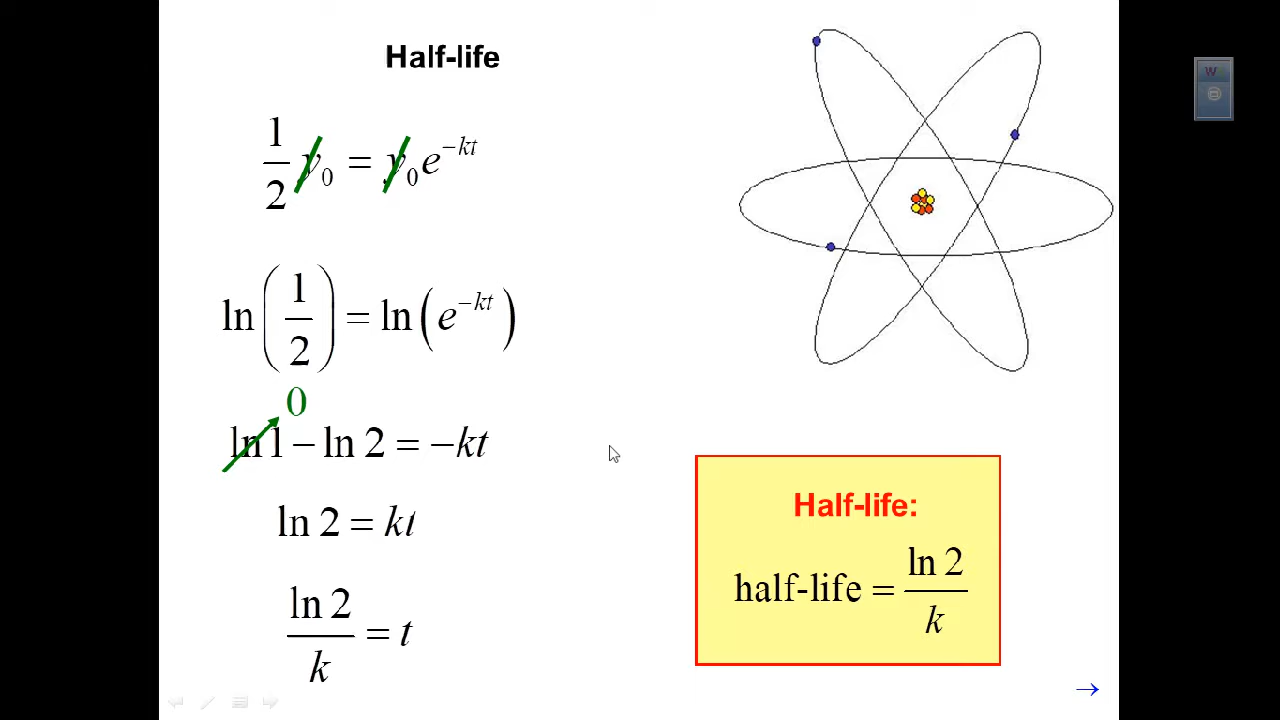 Half-life
1/2 y₀ = y₀e^(−kt)
ln(1/2) = ln(e^(−kt))
0
ln 1 − ln 2 = −kt
ln 2 = kt
ln 2/k = t
Half-life:
half-life = ln 2/k
→
W